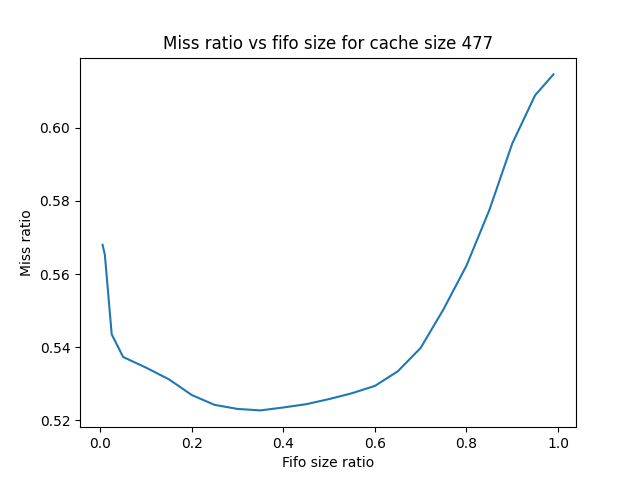 Miss ratio vs fifo size for cache size 477
0.60
0.58
0.56
0.54
0.52
Miss ratio
0.0 0.2 0.4 0.6 0.8 1.0
Fifo size ratio